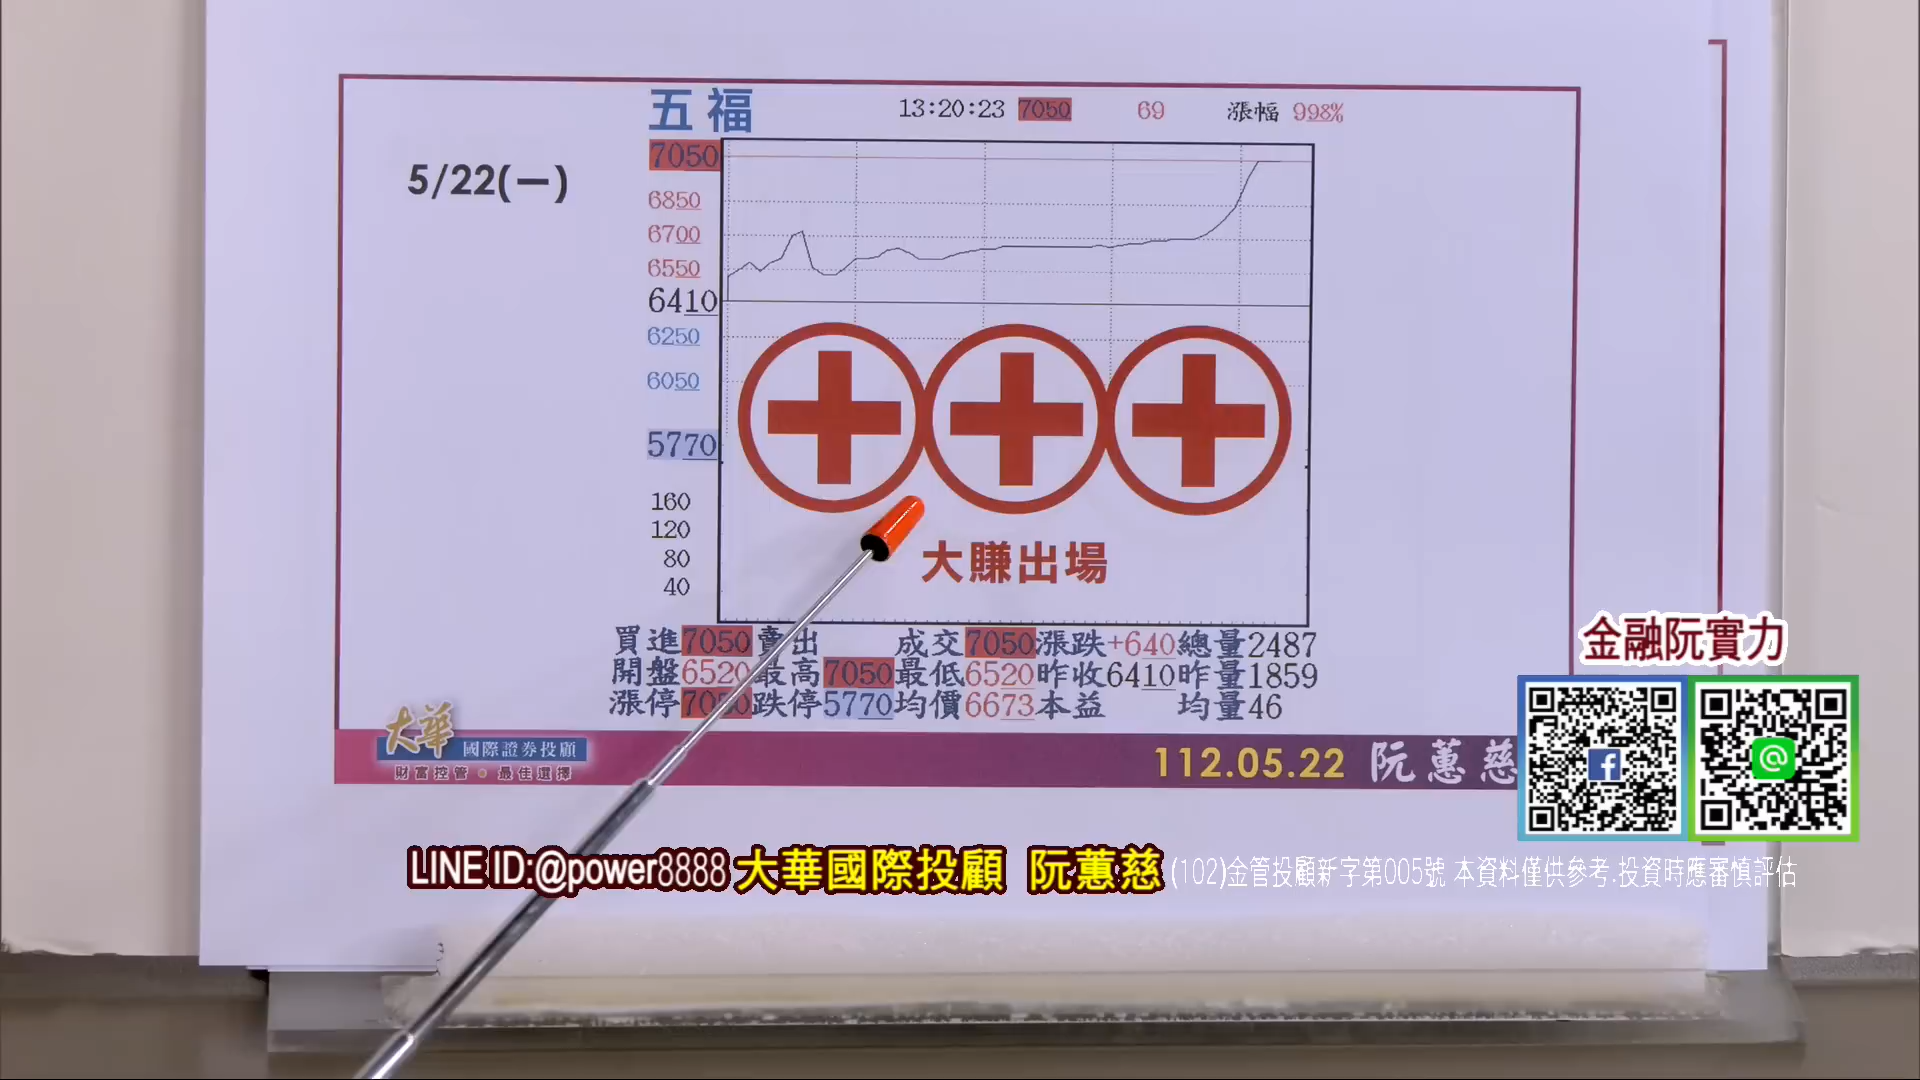 五福 13:20:23 7050 69 漲幅 998%
5/22(一)
7050
6850
6700
6550
6410
6250
6050
5770
160
120
80
40
大賺出場
買進7050賣出 成交7050漲跌+640總量2487
開盤6520最高7050最低6520昨收6410昨量1859
漲停7050跌停5770均價6673本益 均量46
大華 國際證券投顧
財富控管•最佳選擇
112.05.22 阮蕙慈
金融阮實力
LINE ID:@power8888 大華國際投顧 阮蕙慈 (102)金管投顧新字第005號 本資料僅供參考.投資時應審慎評估